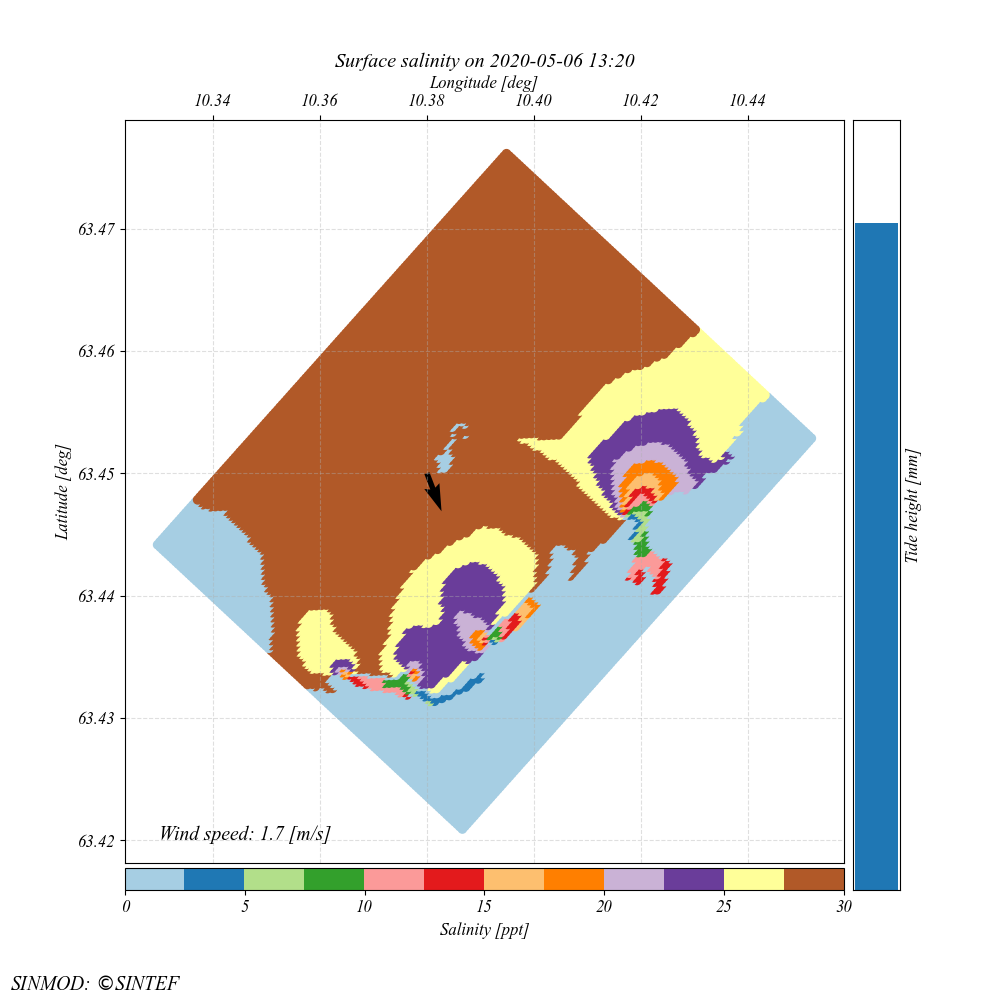 Surface salinity on 2020-05-06 13:20
Longitude [deg]
10.34 10.36 10.38 10.40 10.42 10.44
63.47
63.46
63.45
63.44
63.43
63.42
Latitude [deg]
Tide height [mm]
Wind speed: 1.7 [m/s]
0 5 10 15 20 25 30
Salinity [ppt]
SINMOD: ©SINTEF